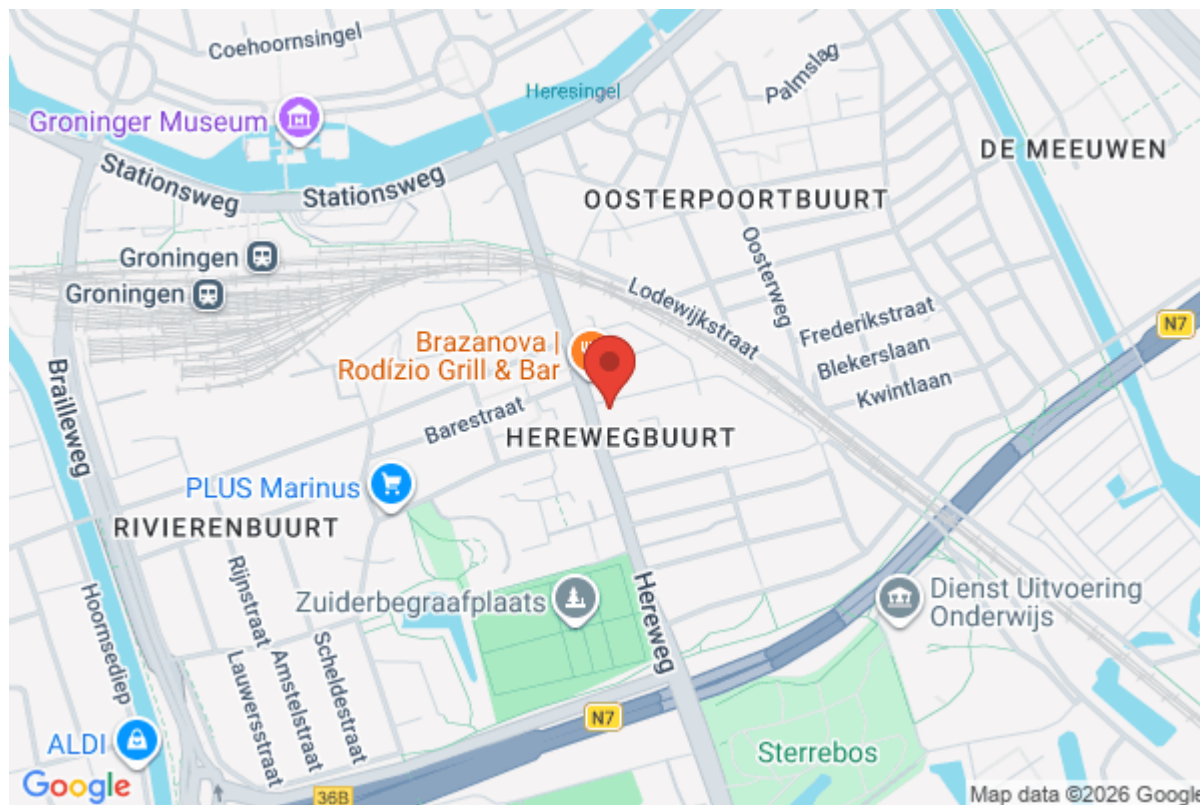 Coehoornsingel
Palmslag
Heresingel
Groninger Museum
DE MEEUWEN
Stationsweg
Stationsweg
OOSTERPOORTBUURT
Groningen
Groningen
Oosterweg
Lodewijkstraat
Frederikstraat
N7
Brazanova |
Rodízio Grill & Bar
Blekerslaan
Kwintlaan
Brailleweg
Barestraat
HEREWEGBUURT
PLUS Marinus
RIVIERENBUURT
Rijnstraat
Hoornsediep
Zuiderbegraafplaats
Hereweg
Dienst Uitvoering
Onderwijs
Scheldestraat
Amstelstraat
Lauwersstraat
N7
ALDI
Sterrebos
Google
36B
Map data ©2026 Google